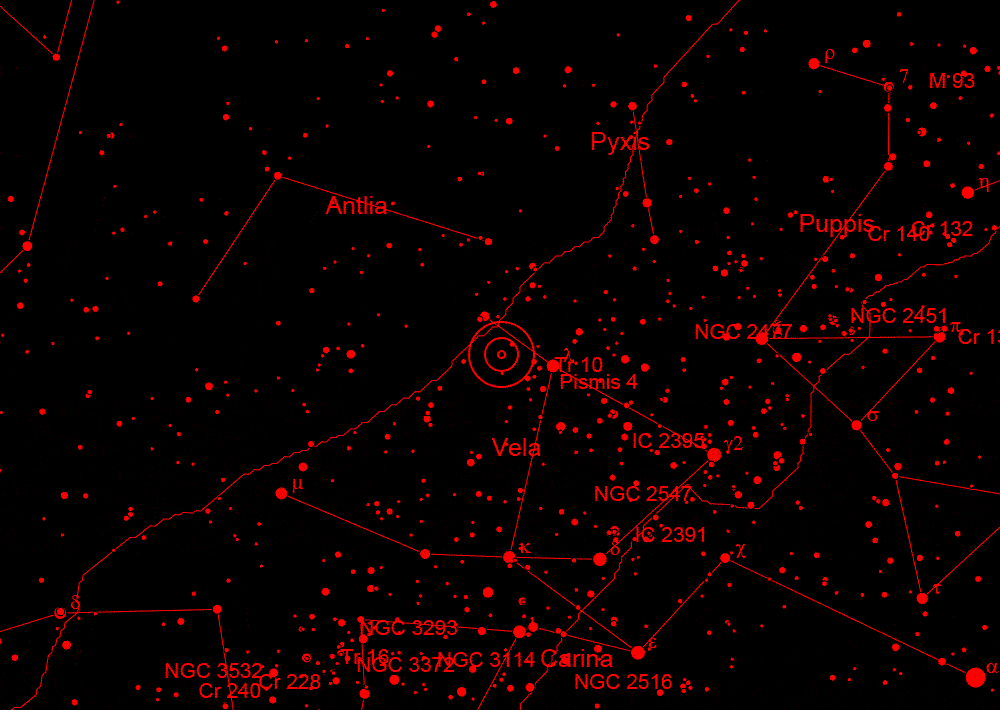 ρ
7
M 93
Pyxis
η
Antlia
Puppis
Cr 140
Cr 132
NGC 2451
π
NGC 2477
Cr 13
λ
Tr 10
Pismis 4
σ
IC 2395
γ2
Vela
μ
NGC 2547
IC 2391
κ
δ
χ
τ
δ
NGC 3293
ε
Tr 16
NGC 3372
NGC 3114
Carina
α
NGC 3532
Cr 240
Cr 228
NGC 2516